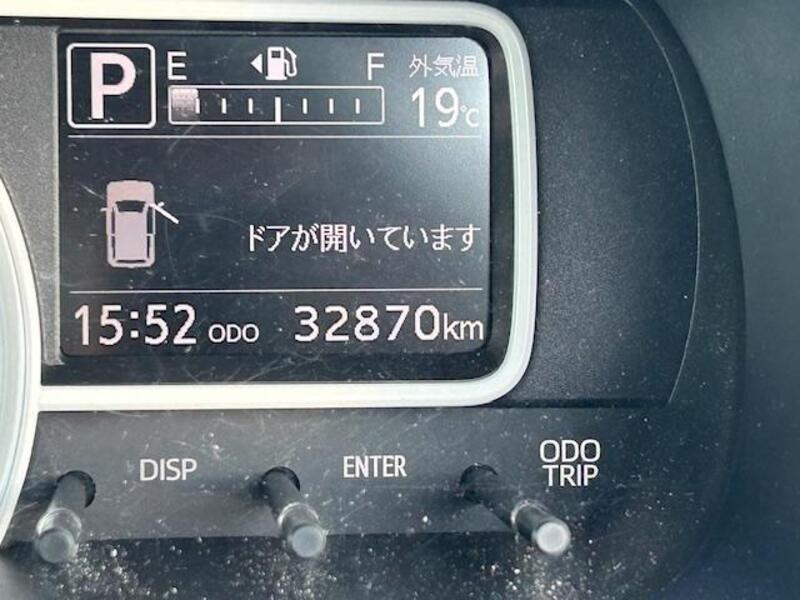 P E F 外気温
19℃
ドアが開いています
15:52 ODO 32870km
DISP ENTER ODO
TRIP